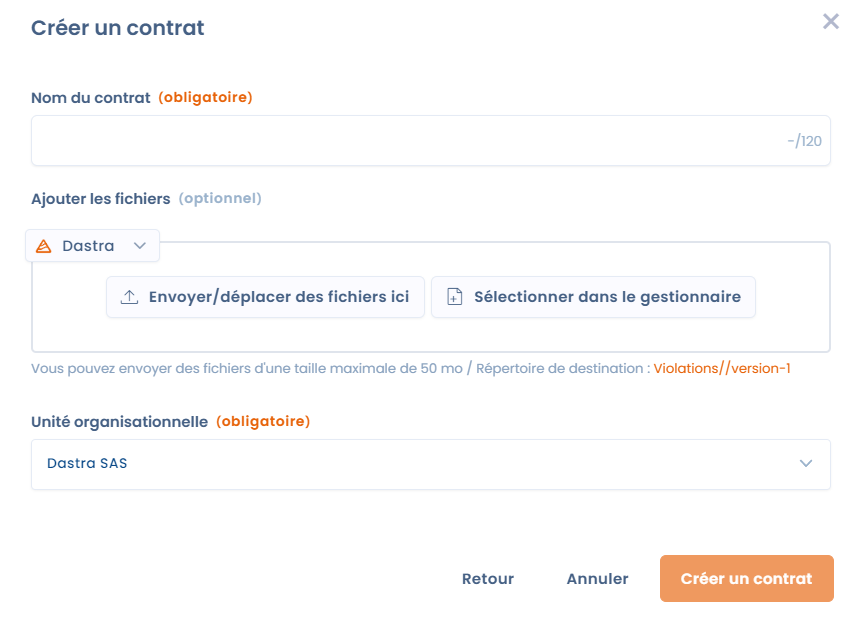 Créer un contrat
Nom du contrat (obligatoire)
-/120
Ajouter les fichiers (optionnel)
Dastra
Envoyer/déplacer des fichiers ici
Sélectionner dans le gestionnaire
Vous pouvez envoyer des fichiers d'une taille maximale de 50 mo / Répertoire de destination : Violations//version-1
Unité organisationnelle (obligatoire)
Dastra SAS
Retour
Annuler
Créer un contrat